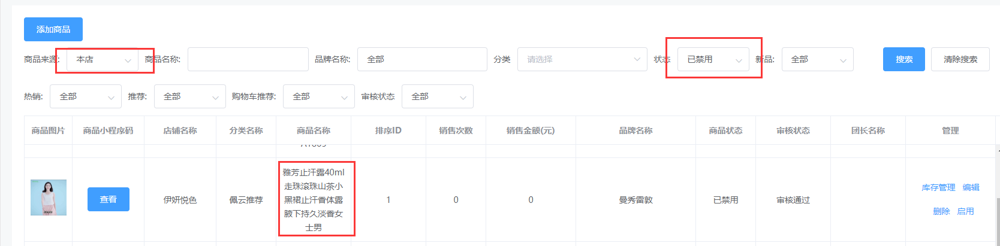 添加商品
商品来源: 本店 商品名称: 品牌名称: 全部 分类 请选择 状态 已禁用 新品: 全部 搜索 清除搜索
热销: 全部 推荐: 全部 购物车推荐: 全部 审核状态 全部
商品图片 商品小程序码 店铺名称 分类名称 商品名称 排序ID 销售次数 销售金额(元) 品牌名称 商品状态 审核状态 团长名称 管理
查看 伊妍悦色 佩云推荐
雅芳止汗露40ml
走珠滚珠山茶小
黑裙止汗香体露
腋下持久淡香女
士男
1 0 0 曼秀雷敦 已禁用 审核通过
库存管理 编辑
删除 启用